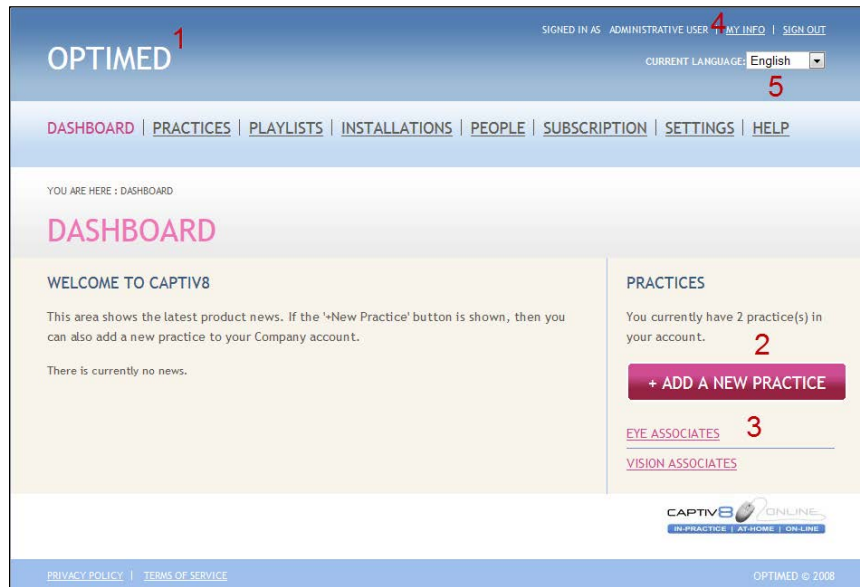 SIGNED IN AS ADMINISTRATIVE USER 4 | MY INFO | SIGN OUT
OPTIMED 1
CURRENT LANGUAGE: English
5
DASHBOARD | PRACTICES | PLAYLISTS | INSTALLATIONS | PEOPLE | SUBSCRIPTION | SETTINGS | HELP
YOU ARE HERE : DASHBOARD
DASHBOARD
WELCOME TO CAPTIV8
This area shows the latest product news. If the '+New Practice' button is shown, then you
can also add a new practice to your Company account.
There is currently no news.
PRACTICES
You currently have 2 practice(s) in
your account.
2
+ ADD A NEW PRACTICE
EYE ASSOCIATES 3
VISION ASSOCIATES
CAPTIV8 ONLINE
IN-PRACTICE | AT-HOME | ON-LINE
PRIVACY POLICY | TERMS OF SERVICE
OPTIMED © 2008